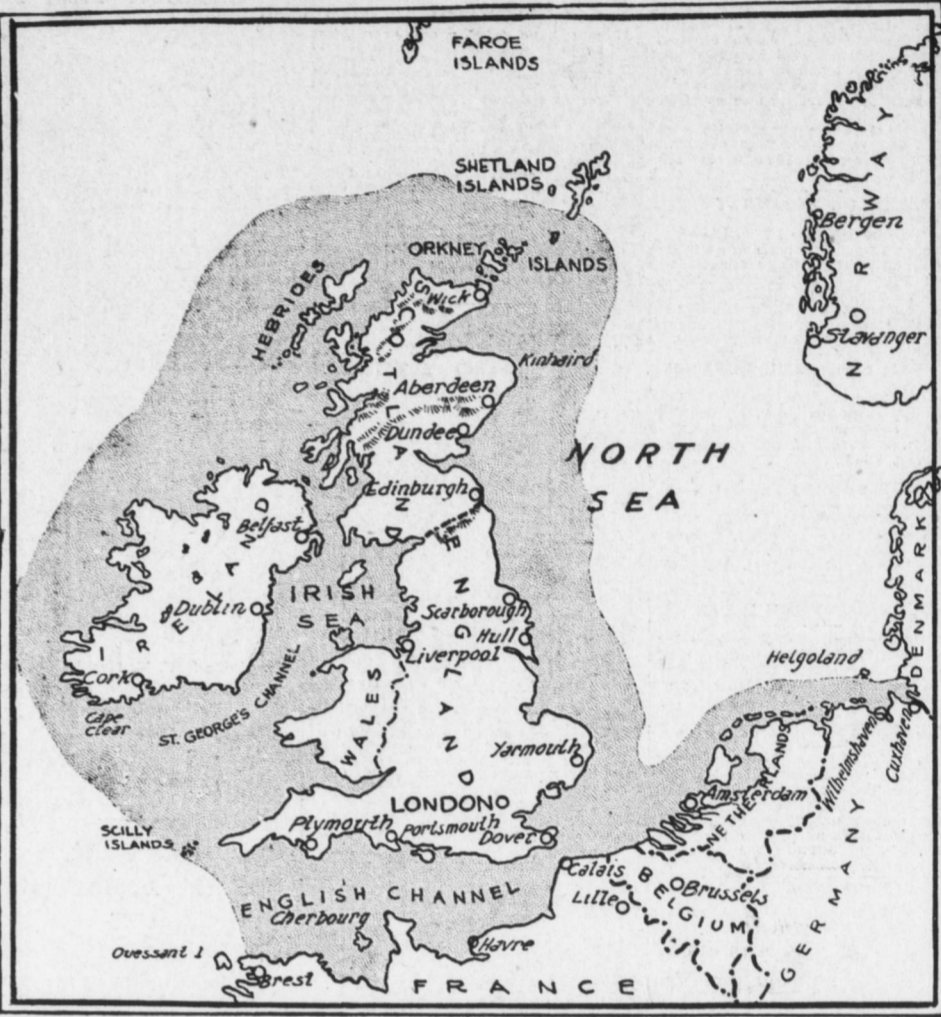 FAROE
ISLANDS
SHETLAND
ISLANDS
NORWAY
Bergen
Stavanger
ORKNEY
ISLANDS
HEBRIDES
Wick
SCOTLAND
Kinhaird
Aberdeen
Dundee
NORTH
SEA
Edinburgh
Belfast
IRELAND
Dublin
IRISH
SEA
ENGLAND
Scarborough
Hull
Liverpool
DENMARK
Helgoland
Cork
Cape
Clear
ST. GEORGE'S CHANNEL
WALES
Yarmouth
Wilhelmshaven
Cuxhaven
Amsterdam
NETHERLANDS
LONDON
Plymouth
Portsmouth
Dover
SCILLY
ISLANDS
Calais
Lille
BELGIUM
Brussels
GERMANY
ENGLISH CHANNEL
Cherbourg
Havre
Ouessant I
Brest
FRANCE